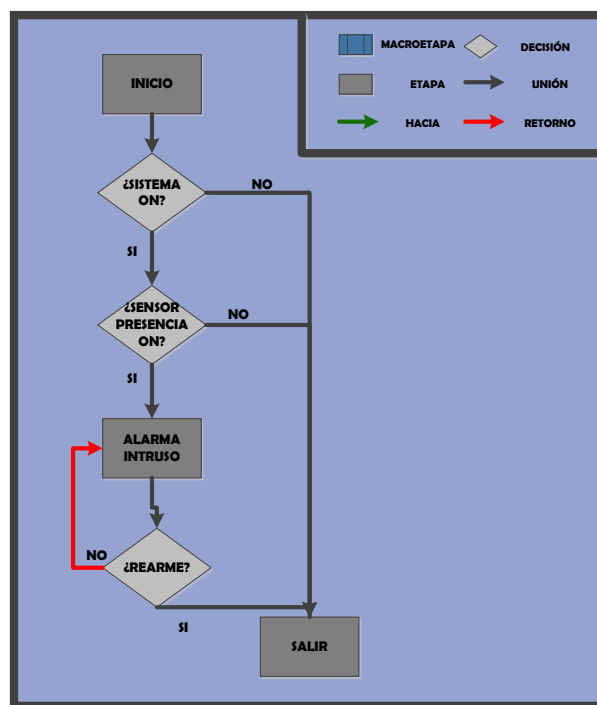 INICIO
MACROETAPA
DECISIÓN
ETAPA
UNIÓN
HACIA
RETORNO
¿SISTEMA
ON?
NO
SI
¿SENSOR
PRESENCIA
ON?
NO
SI
ALARMA
INTRUSO
NO
¿REARME?
SI
SALIR